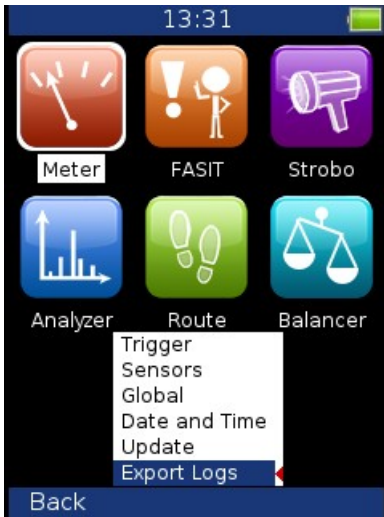 13:31
Meter FASIT Strobo
Analyzer Route Balancer
Trigger
Sensors
Global
Date and Time
Update
Export Logs
Back